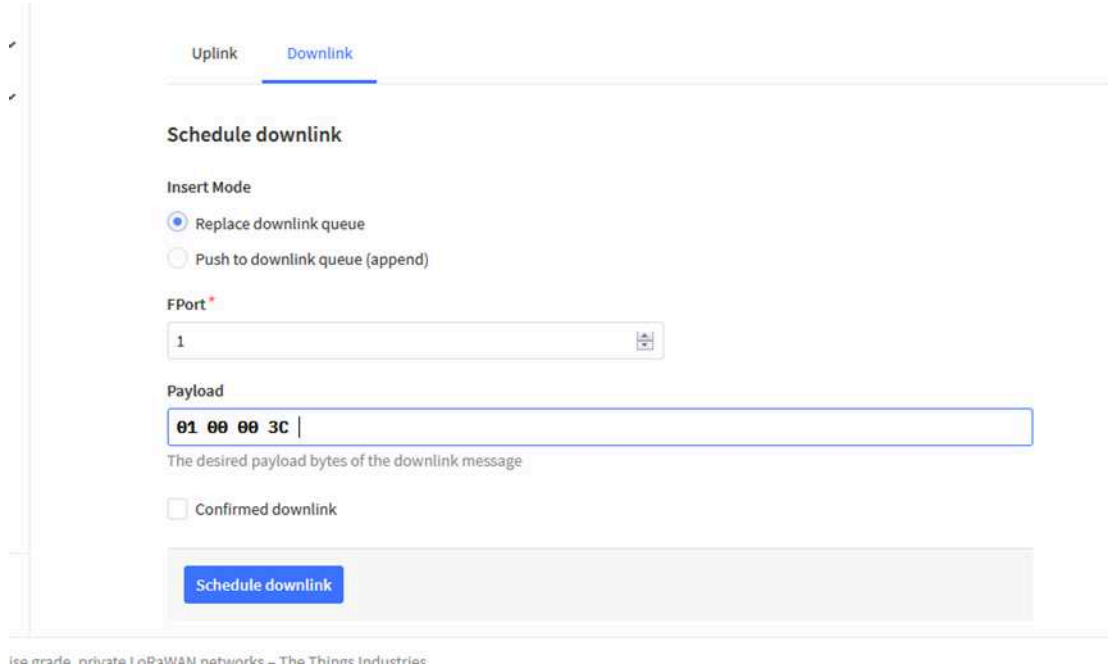 Uplink Downlink
Schedule downlink
Insert Mode
Replace downlink queue
Push to downlink queue (append)
FPort*
1
Payload
01 00 00 3C
The desired payload bytes of the downlink message
Confirmed downlink
Schedule downlink
ise grade, private LoRaWAN networks – The Things Industries